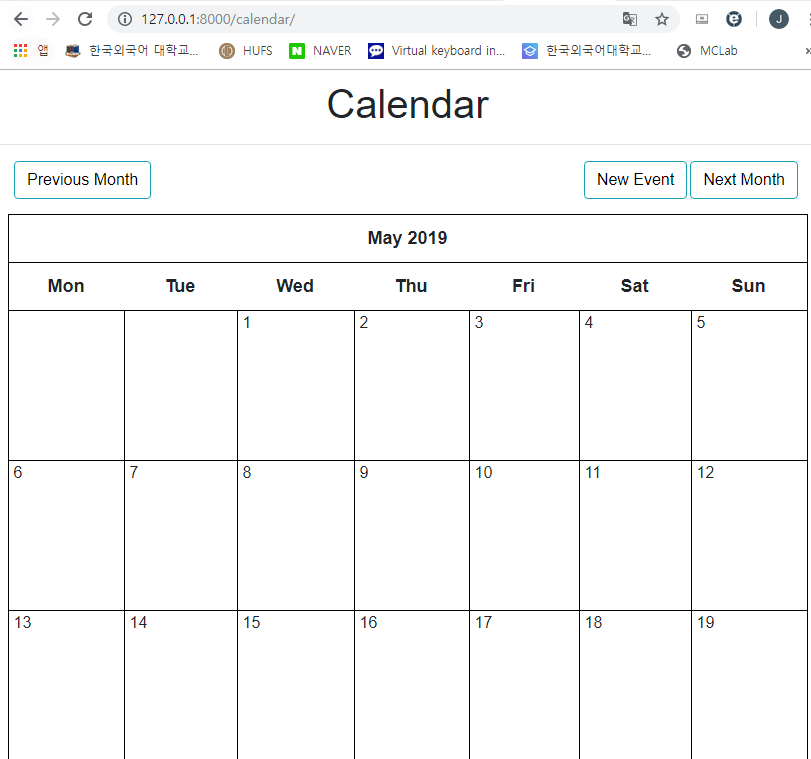 127.0.0.1:8000/calendar/
J
앱 한국외국어 대학교... HUFS NAVER Virtual keyboard in... 한국외국어대학교... MCLab »
Calendar
Previous Month New Event Next Month
May 2019
Mon Tue Wed Thu Fri Sat Sun
1 2 3 4 5
6 7 8 9 10 11 12
13 14 15 16 17 18 19